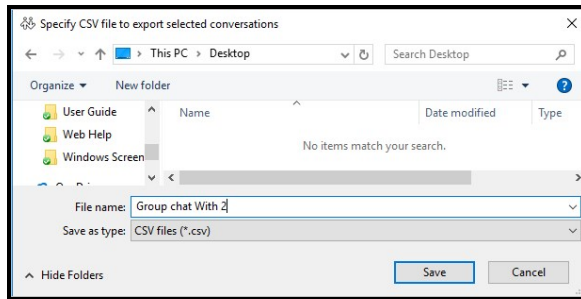 Specify CSV file to export selected conversations
This PC > Desktop
Search Desktop
Organize
New folder
User Guide
Web Help
Windows Screen
Name
Date modified
Type
No items match your search.
File name: Group chat With 2
Save as type: CSV files (*.csv)
Hide Folders
Save
Cancel